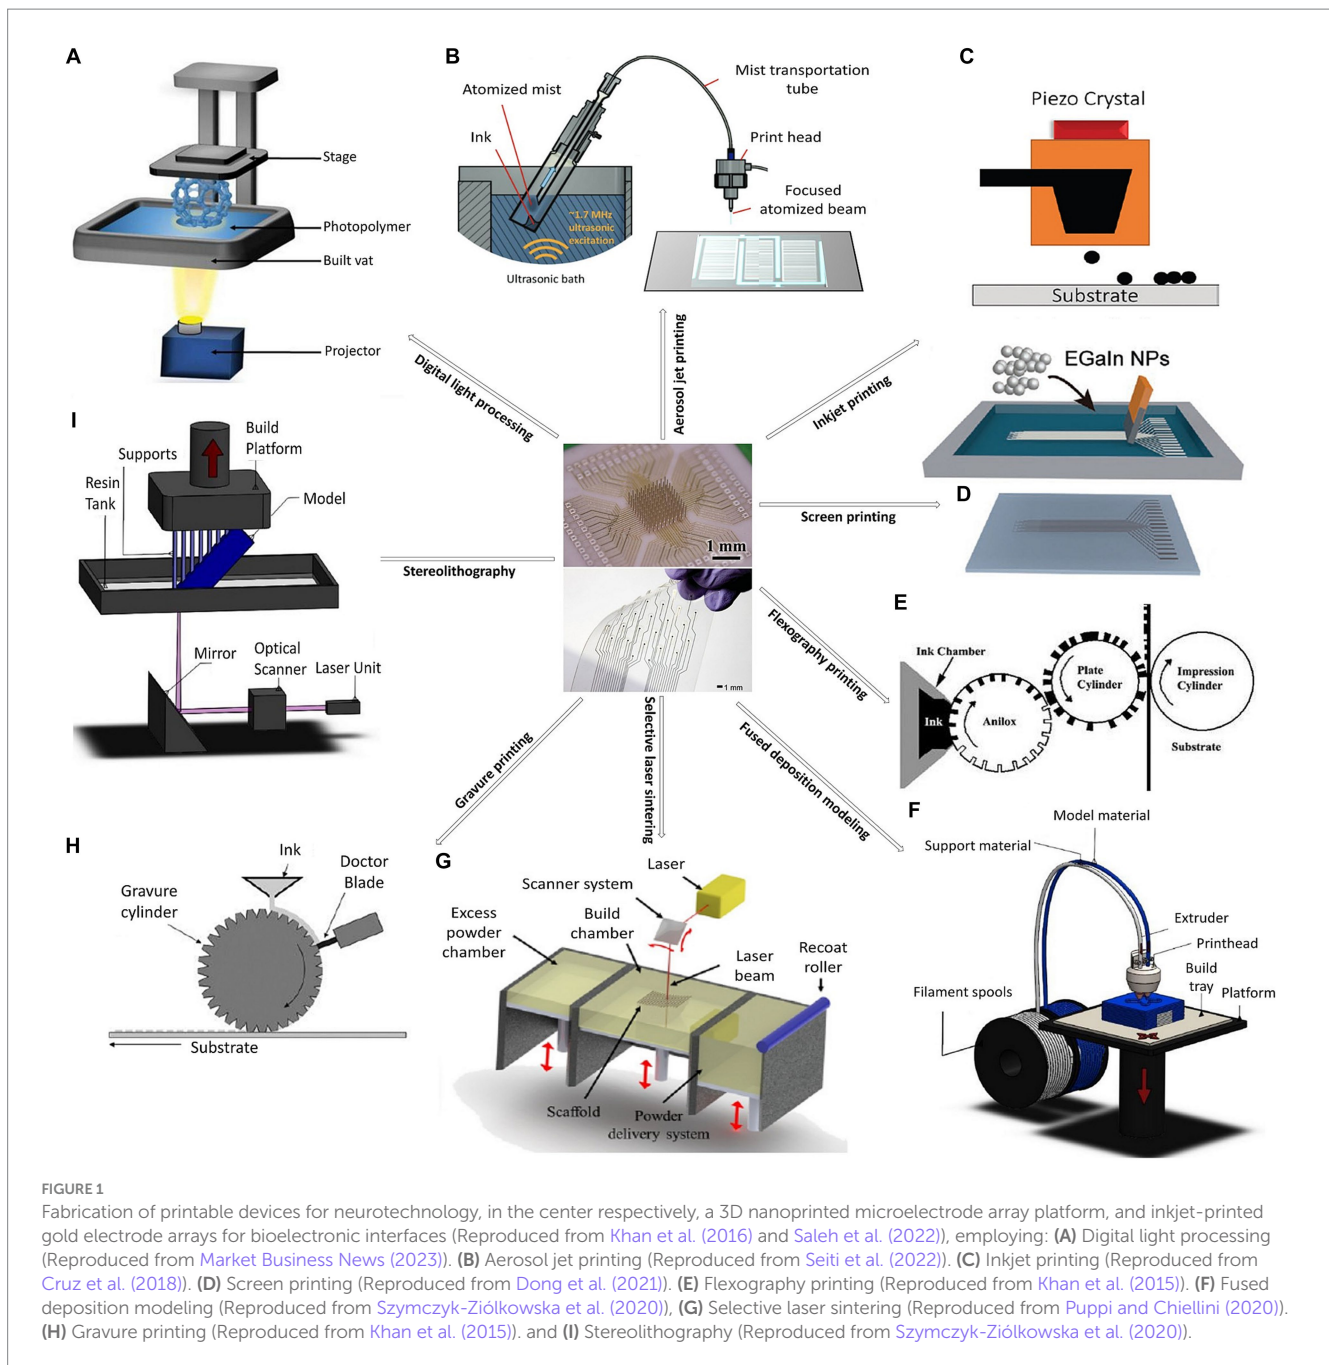 A
Stage
Photopolymer
Built vat
Projector
B
Atomized mist
Ink
Mist transportation
tube
Print head
Focused
atomized beam
~1.7 MHz
ultrasonic
excitation
Ultrasonic bath
C
Piezo Crystal
Substrate
EGaIn NPs
D
Digital light processing
Aerosol jet printing
Inkjet printing
Screen printing
Stereolithography
Flexography printing
Gravure printing
Selective laser sintering
Fused deposition modeling
1 mm
1 mm
I
Supports
Build
Platform
Resin
Tank
Model
Mirror
Optical
Scanner
Laser Unit
E
Ink Chamber
Ink
Anilox
Plate
Cylinder
Impression
Cylinder
Substrate
F
Model material
Support material
Extruder
Printhead
Build
tray
Platform
Filament spools
H
Ink
Doctor
Blade
Gravure
cylinder
Substrate
G
Laser
Scanner system
Excess
powder
chamber
Build
chamber
Laser
beam
Recoat
roller
Scaffold
Powder
delivery system
FIGURE 1
Fabrication of printable devices for neurotechnology, in the center respectively, a 3D nanoprinted microelectrode array platform, and inkjet-printed
gold electrode arrays for bioelectronic interfaces (Reproduced from Khan et al. (2016) and Saleh et al. (2022)), employing: (A) Digital light processing
(Reproduced from Market Business News (2023)). (B) Aerosol jet printing (Reproduced from Seiti et al. (2022)). (C) Inkjet printing (Reproduced from
Cruz et al. (2018)). (D) Screen printing (Reproduced from Dong et al. (2021)). (E) Flexography printing (Reproduced from Khan et al. (2015)). (F) Fused
deposition modeling (Reproduced from Szymczyk-Ziólkowska et al. (2020)), (G) Selective laser sintering (Reproduced from Puppi and Chiellini (2020)).
(H) Gravure printing (Reproduced from Khan et al. (2015)). and (I) Stereolithography (Reproduced from Szymczyk-Ziólkowska et al. (2020)).